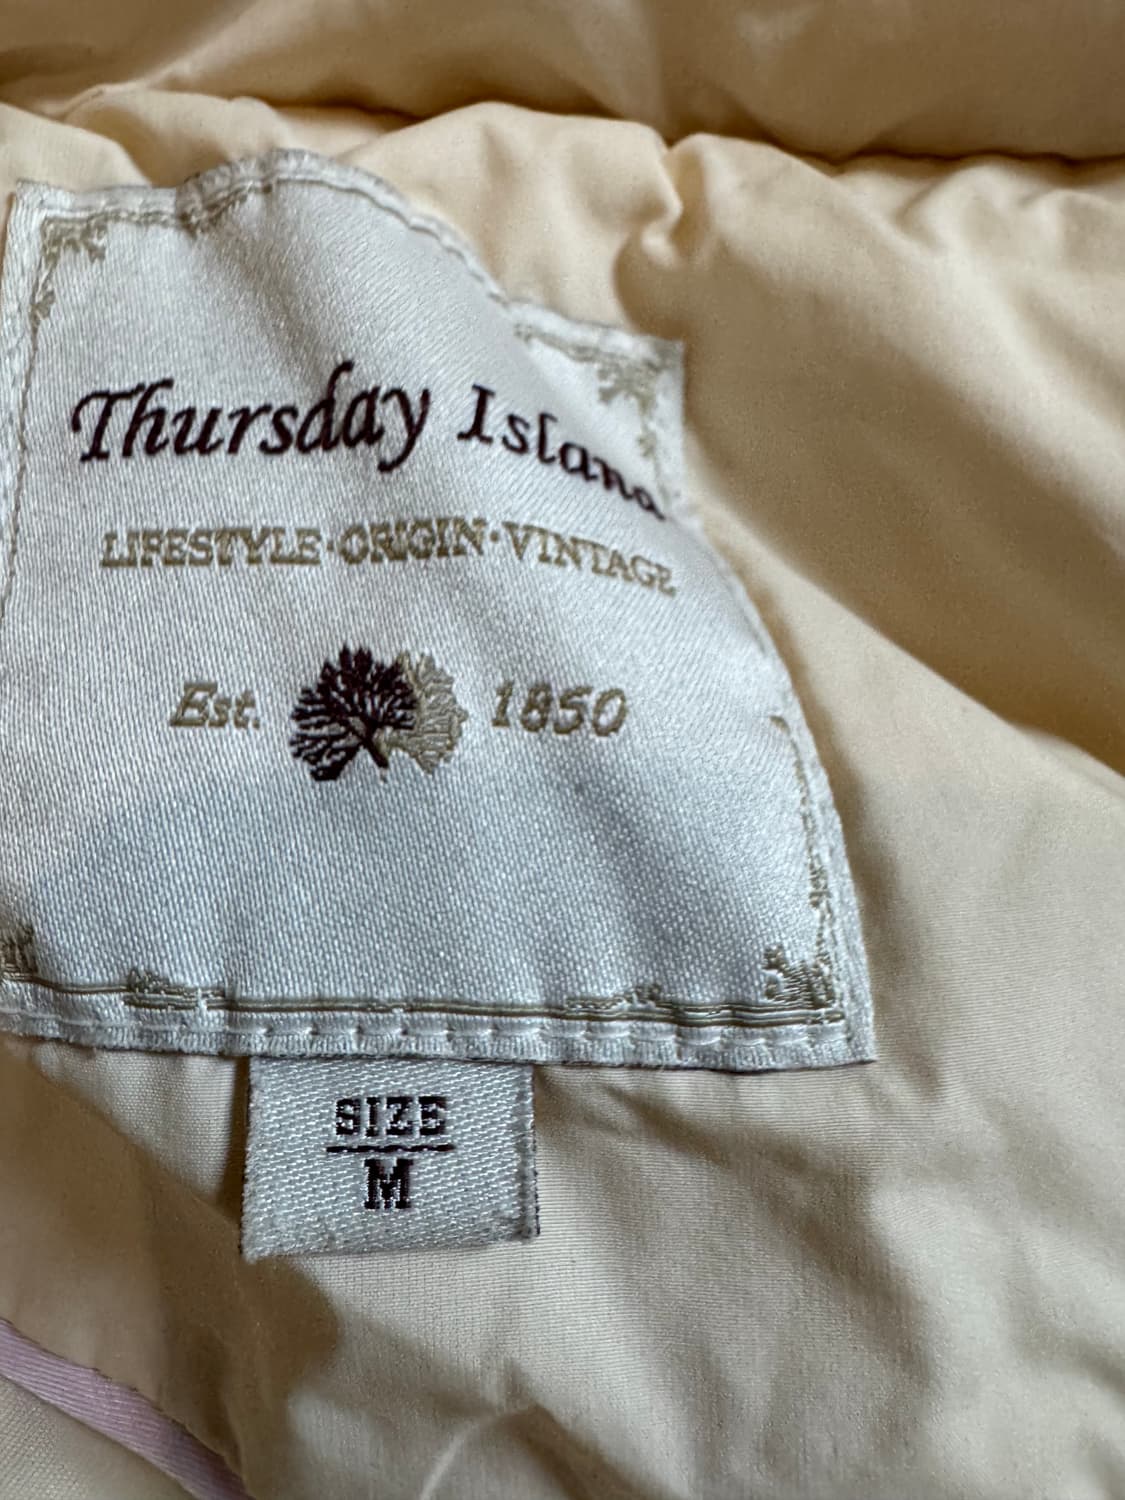 Thursday Island
LIFESTYLE·ORIGIN·VINTAGE
Est. 1850
SIZE
M